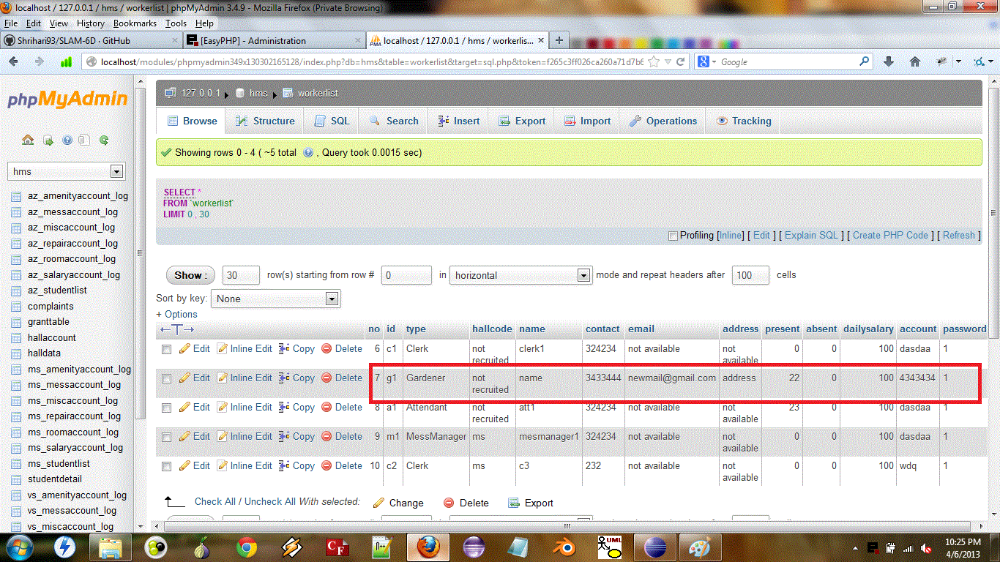 localhost / 127.0.0.1 / hms / workerlist | phpMyAdmin 3.4.9 - Mozilla Firefox (Private Browsing)
File Edit View History Bookmarks Tools Help
Shrihari93/SLAM-6D · GitHub
[EasyPHP] - Administration
localhost / 127.0.0.1 / hms / workerlis...
localhost/modules/phpmyadmin349x130302165128/index.php?db=hms&table=workerlist&target=sql.php&token=f265c3ff026ca260a71d7b6
Google
phpMyAdmin
hms
az_amenityaccount_log
az_messaccount_log
az_miscaccount_log
az_repairaccount_log
az_roomaccount_log
az_salaryaccount_log
az_studentlist
complaints
granttable
hallaccount
halldata
ms_amenityaccount_log
ms_messaccount_log
ms_miscaccount_log
ms_repairaccount_log
ms_roomaccount_log
ms_salaryaccount_log
ms_studentlist
studentdetail
vs_amenityaccount_log
vs_messaccount_log
vs_miscaccount_log
127.0.0.1 hms workerlist
Browse Structure SQL Search Insert Export Import Operations Tracking
Showing rows 0 - 4 ( ~5 total , Query took 0.0015 sec)
SELECT *
FROM `workerlist`
LIMIT 0 , 30
Profiling [Inline] [ Edit ] [ Explain SQL ] [ Create PHP Code ] [ Refresh ]
Show : 30 row(s) starting from row # 0 in horizontal mode and repeat headers after 100 cells
Sort by key: None
+ Options
no id type hallcode name contact email address present absent dailysalary account password
Edit Inline Edit Copy Delete 6 c1 Clerk not recruited clerk1 324234 not available not available 0 0 100 dasdaa 1
Edit Inline Edit Copy Delete 7 g1 Gardener not recruited name 3433444 newmail@gmail.com address 22 0 100 4343434 1
Edit Inline Edit Copy Delete 8 a1 Attendant not recruited att1 324234 not available not available 23 0 100 dasdaa 1
Edit Inline Edit Copy Delete 9 m1 MessManager ms mesmanager1 324234 not available not available 0 0 100 dasdaa 1
Edit Inline Edit Copy Delete 10 c2 Clerk ms c3 232 not available not available 0 0 100 wdq 1
Check All / Uncheck All With selected: Change Delete Export
CF
UML
10:25 PM
4/6/2013